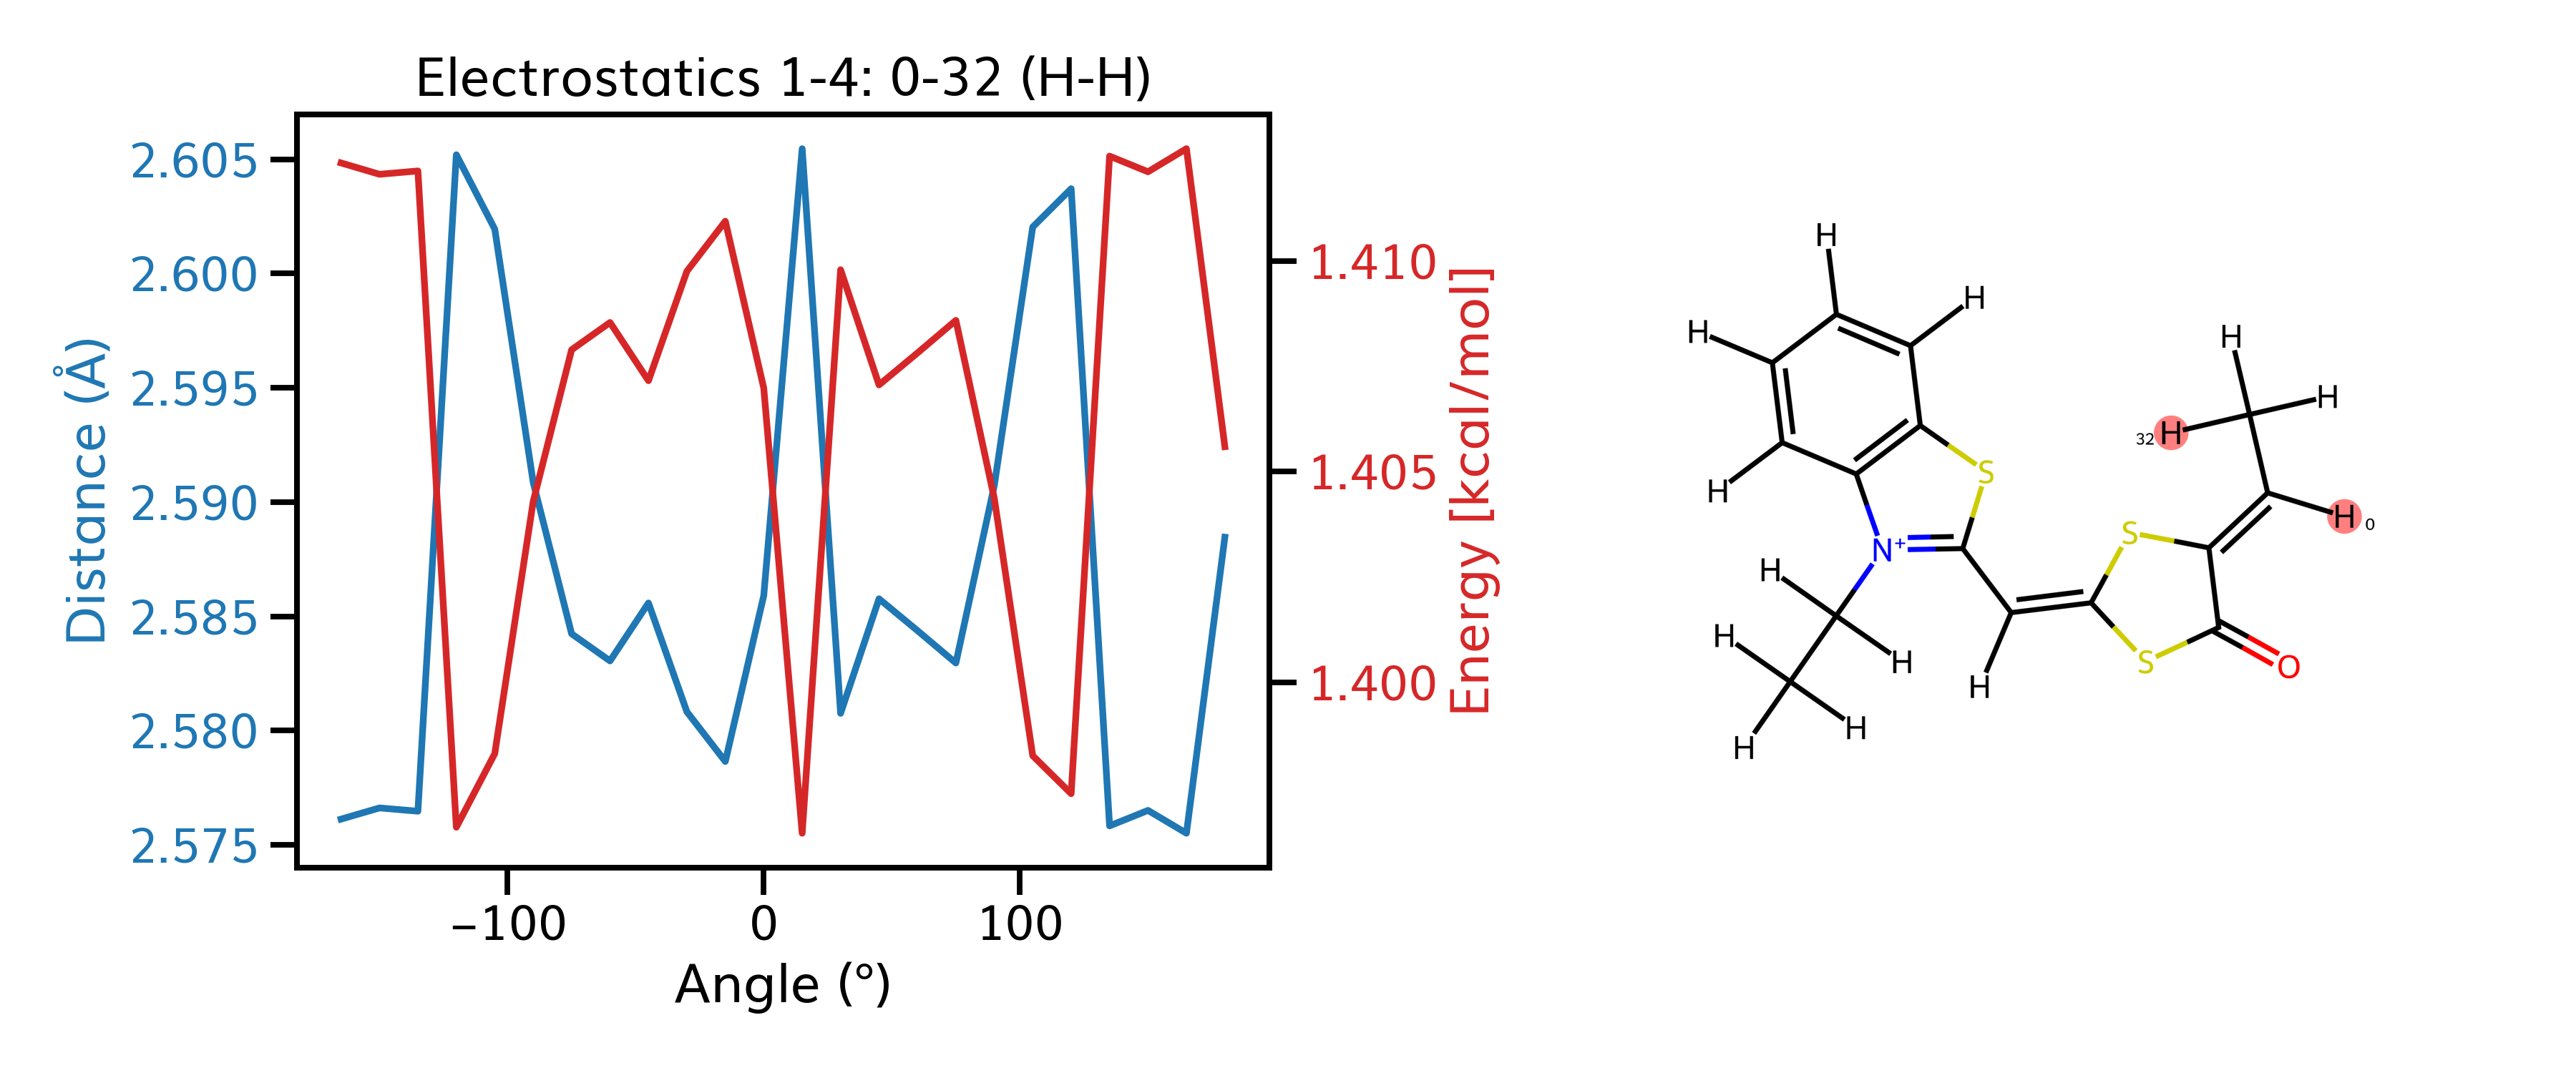 Electrostatics 1-4: 0-32 (H-H)
Distance (Å)
2.605
2.600
2.595
2.590
2.585
2.580
2.575
1.410
1.405
1.400
Energy [kcal/mol]
−100 0 100
Angle (°)
H
H
H
H
H
H
32 H
S
H
H 0
S
N+
H
H
H
S
O
H
H
H